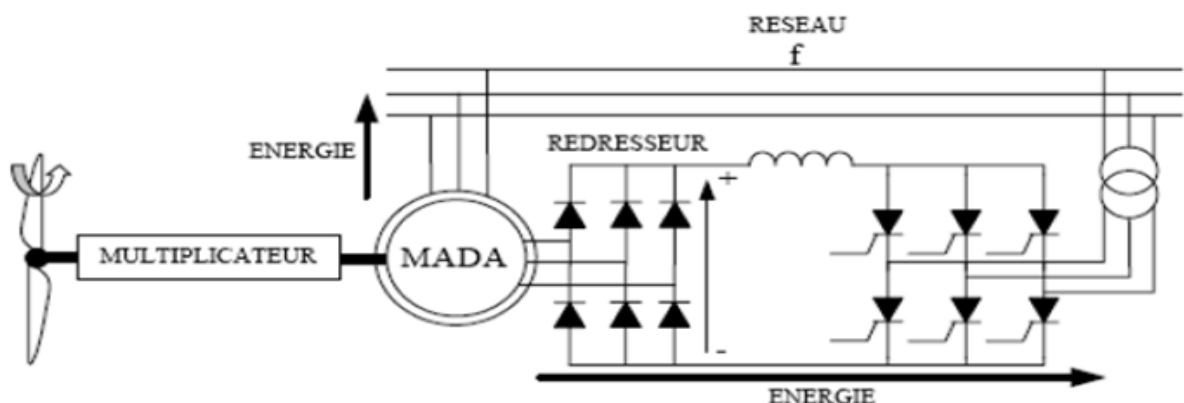 RESEAU
f
ENERGIE
REDRESSEUR
+
MULTIPLICATEUR
MADA
-
ENERGIE